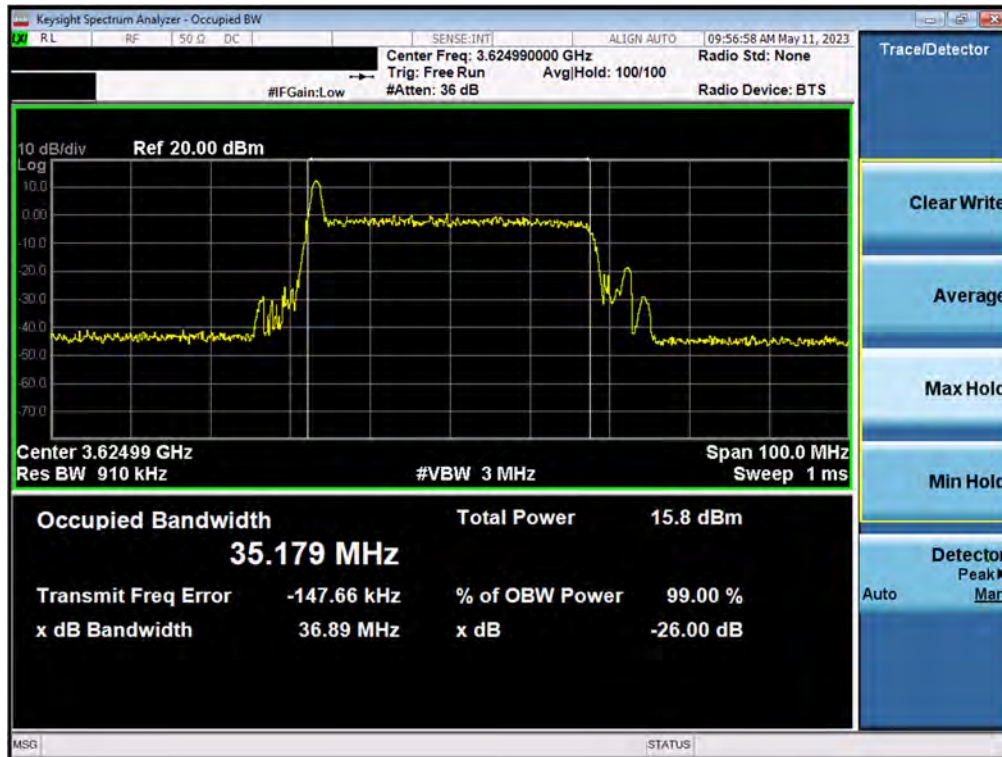 Keysight Spectrum Analyzer - Occupied BW
LXI RL RF 50 Ω DC SENSE:INT ALIGN AUTO 09:56:58 AM May 11, 2023
Center Freq: 3.624990000 GHz Radio Std: None
Trig: Free Run Avg|Hold: 100/100
#IFGain:Low #Atten: 36 dB Radio Device: BTS
Trace/Detector
10 dB/div Ref 20.00 dBm
Log
10.0
0.00
-10.0
-20.0
-30.0
-40.0
-50.0
-60.0
-70.0
Center 3.62499 GHz Span 100.0 MHz
Res BW 910 kHz #VBW 3 MHz Sweep 1 ms
Clear Write
Average
Max Hold
Min Hold
Detector
Peak
Auto Man
Occupied Bandwidth Total Power 15.8 dBm
35.179 MHz
Transmit Freq Error -147.66 kHz % of OBW Power 99.00 %
x dB Bandwidth 36.89 MHz x dB -26.00 dB
MSG STATUS